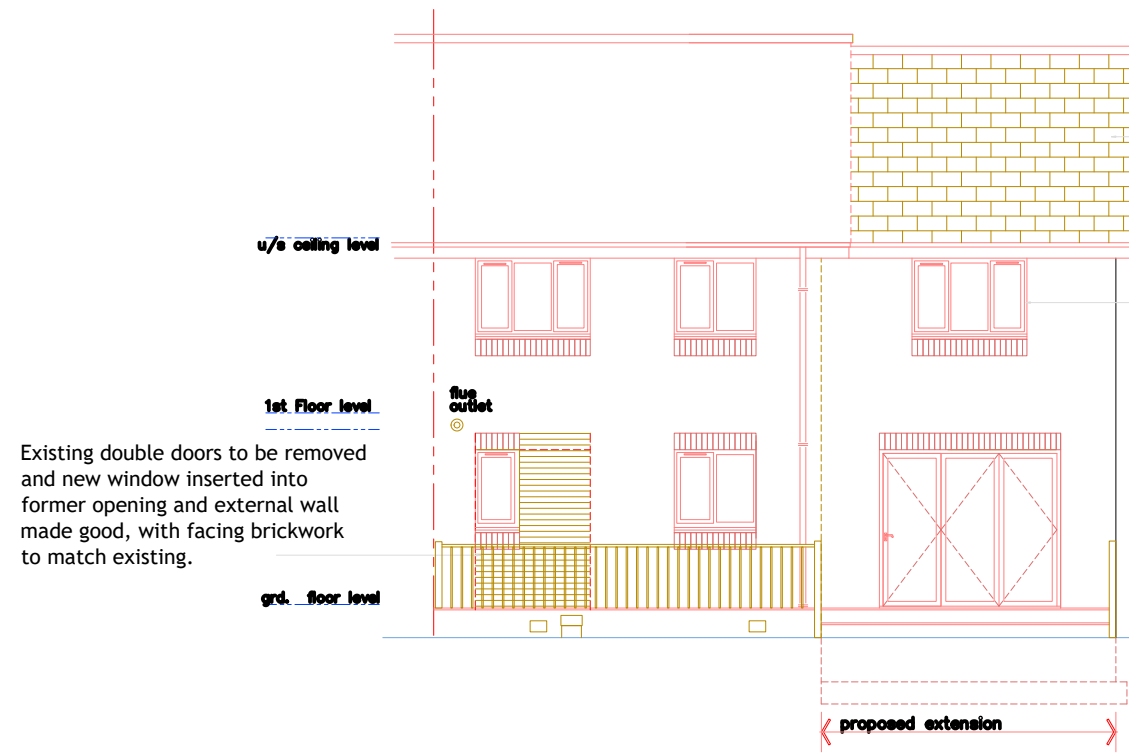 u/s ceiling level
flue
outlet
1st Floor level
Existing double doors to be removed
and new window inserted into
former opening and external wall
made good, with facing brickwork
to match existing.
grd. floor level
proposed extension